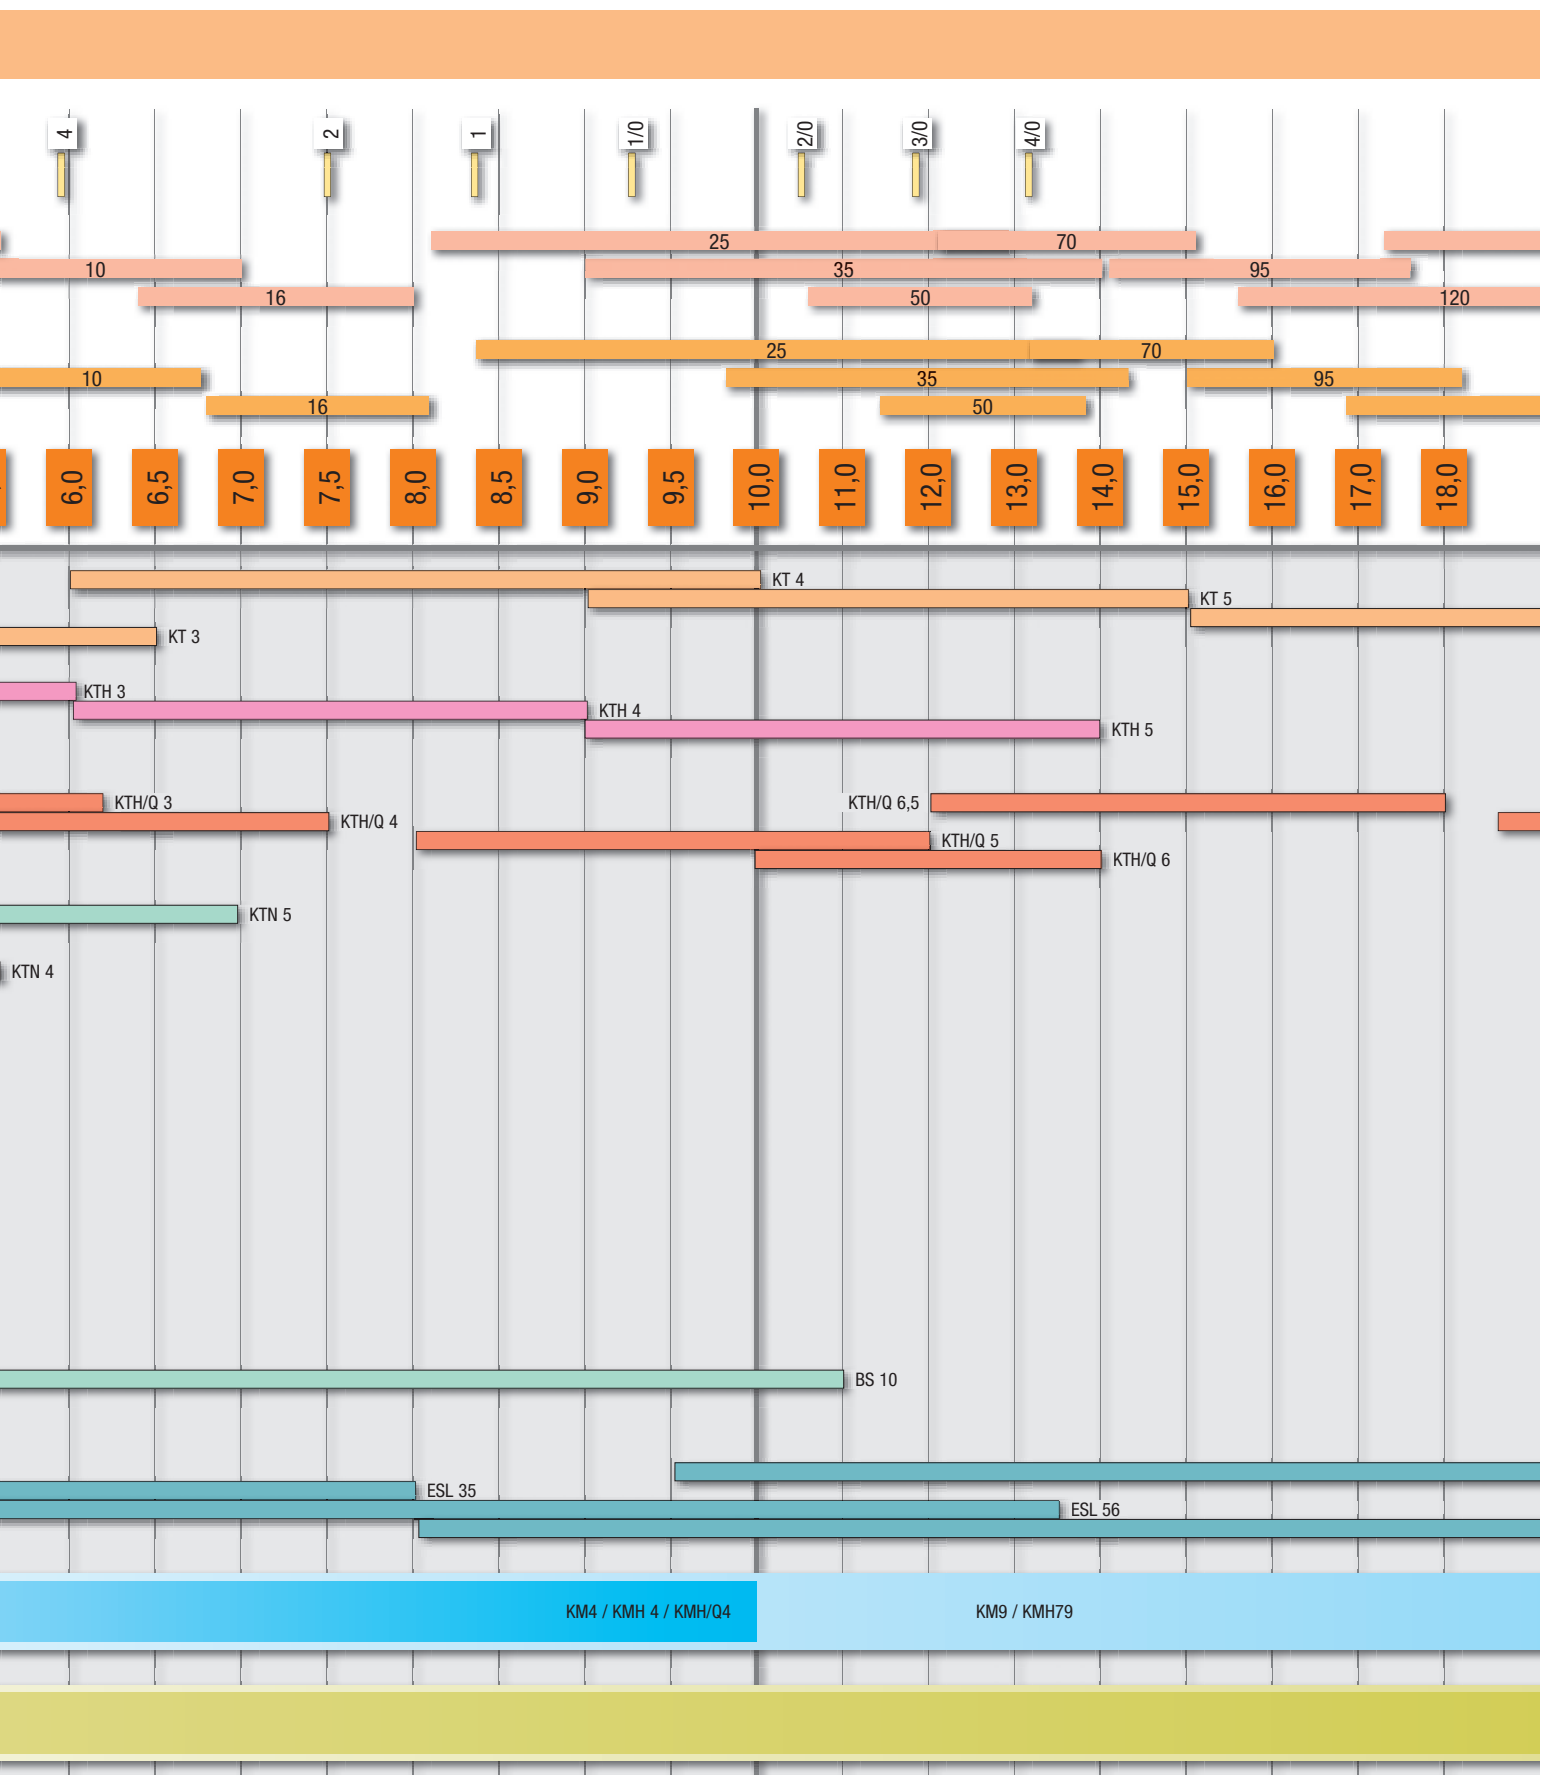 4 2 1 1/0 2/0 3/0 4/0
25 70
10 35 95
16 50 120
25 70
10 35 95
16 50
6,0 6,5 7,0 7,5 8,0 8,5 9,0 9,5 10,0 11,0 12,0 13,0 14,0 15,0 16,0 17,0 18,0
KT 4
KT 5
KT 3
KTH 3
KTH 4
KTH 5
KTH/Q 3 KTH/Q 6,5
KTH/Q 4
KTH/Q 5
KTH/Q 6
KTN 5
KTN 4
BS 10
ESL 35
ESL 56
KM4 / KMH 4 / KMH/Q4 KM9 / KMH79